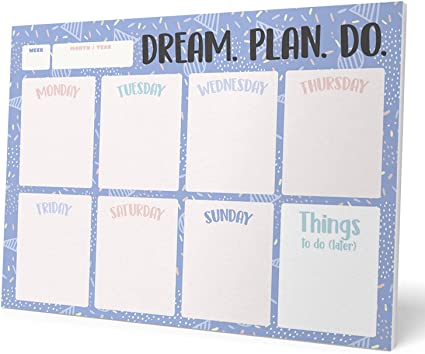 WEEK
MONTH / YEAR
DREAM. PLAN. DO.
MONDAY
TUESDAY
WEDNESDAY
THURSDAY
FRIDAY
SATURDAY
SUNDAY
Things
TO DO (LATER)